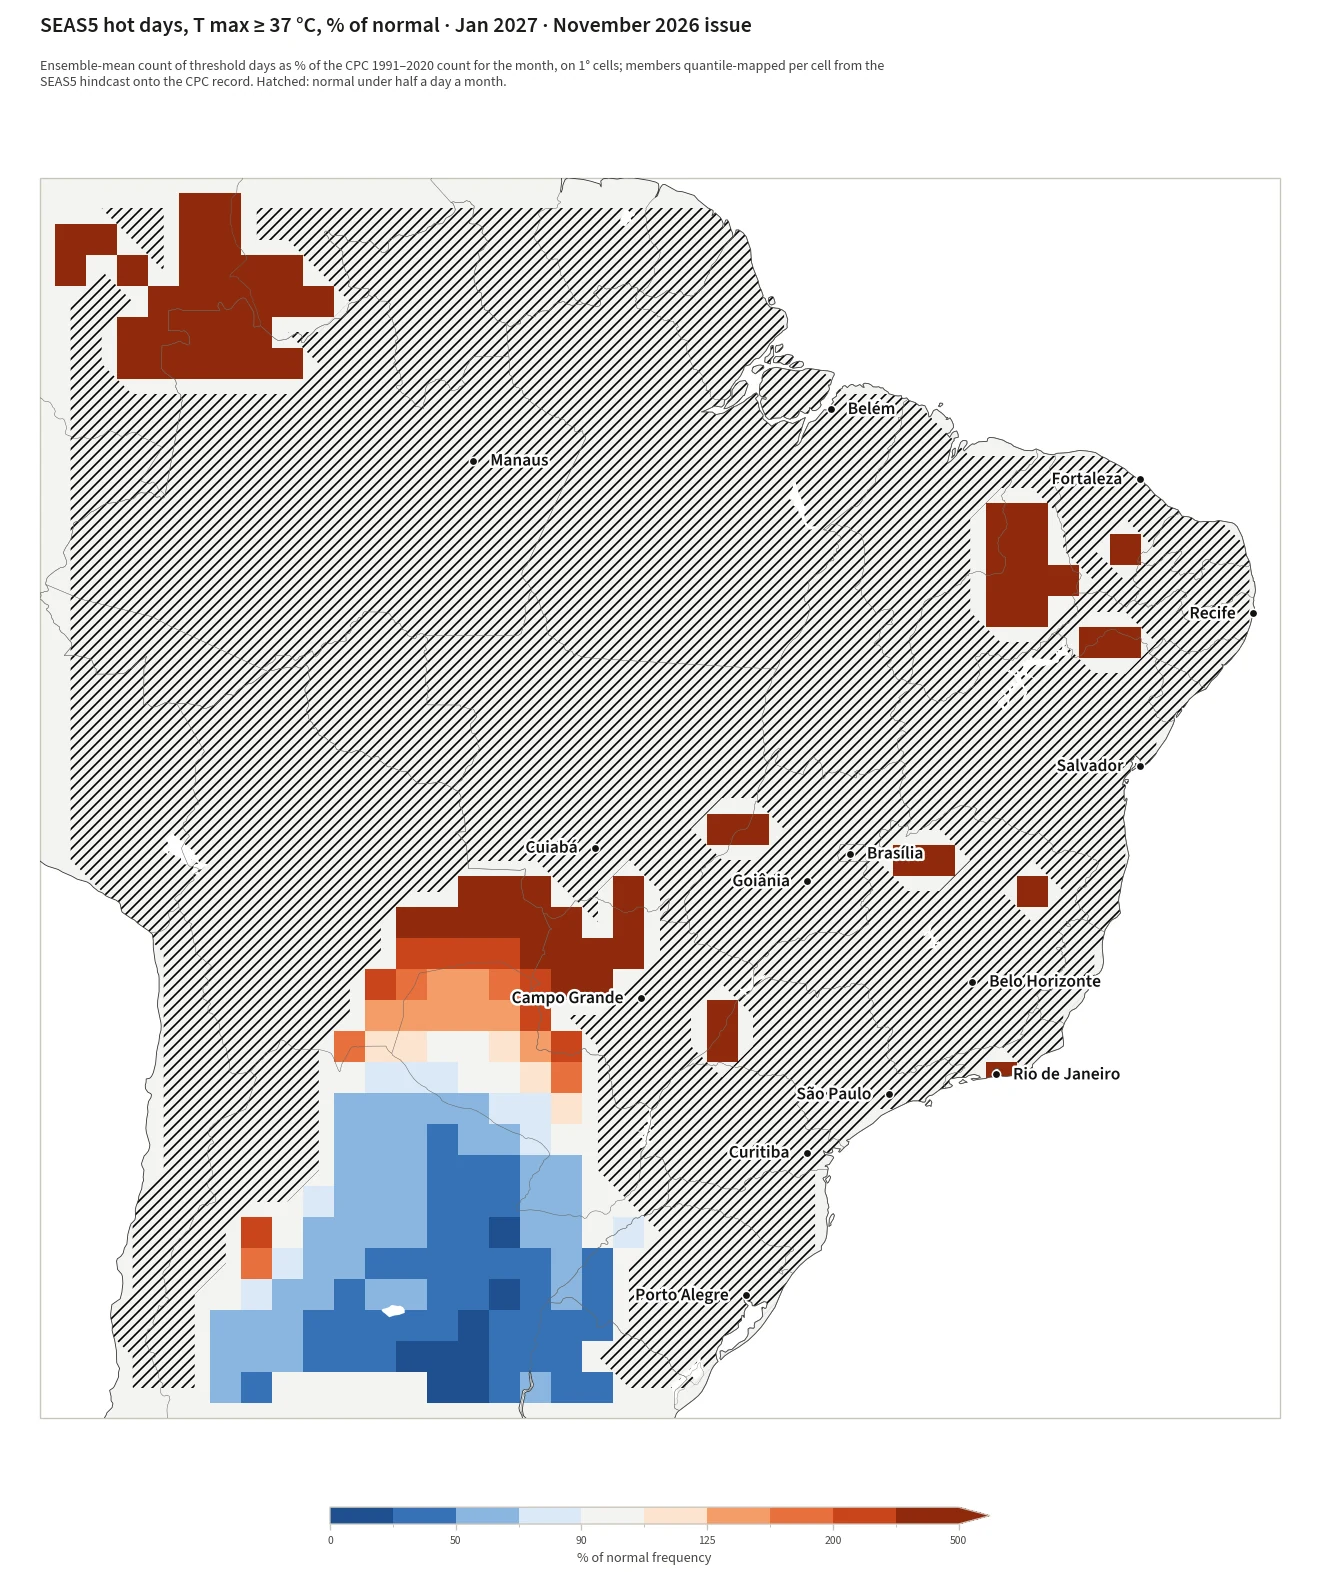 SEAS5 hot days, T max ≥ 37 °C, % of normal · Jan 2027 · November 2026 issue
Ensemble-mean count of threshold days as % of the CPC 1991–2020 count for the month, on 1° cells; members quantile-mapped per cell from the
SEAS5 hindcast onto the CPC record. Hatched: normal under half a day a month.
Belém
Manaus
Fortaleza
Recife
Salvador
Cuiabá
Brasília
Goiânia
Belo Horizonte
Campo Grande
Rio de Janeiro
São Paulo
Curitiba
Porto Alegre
0 50 90 125 200 500
% of normal frequency